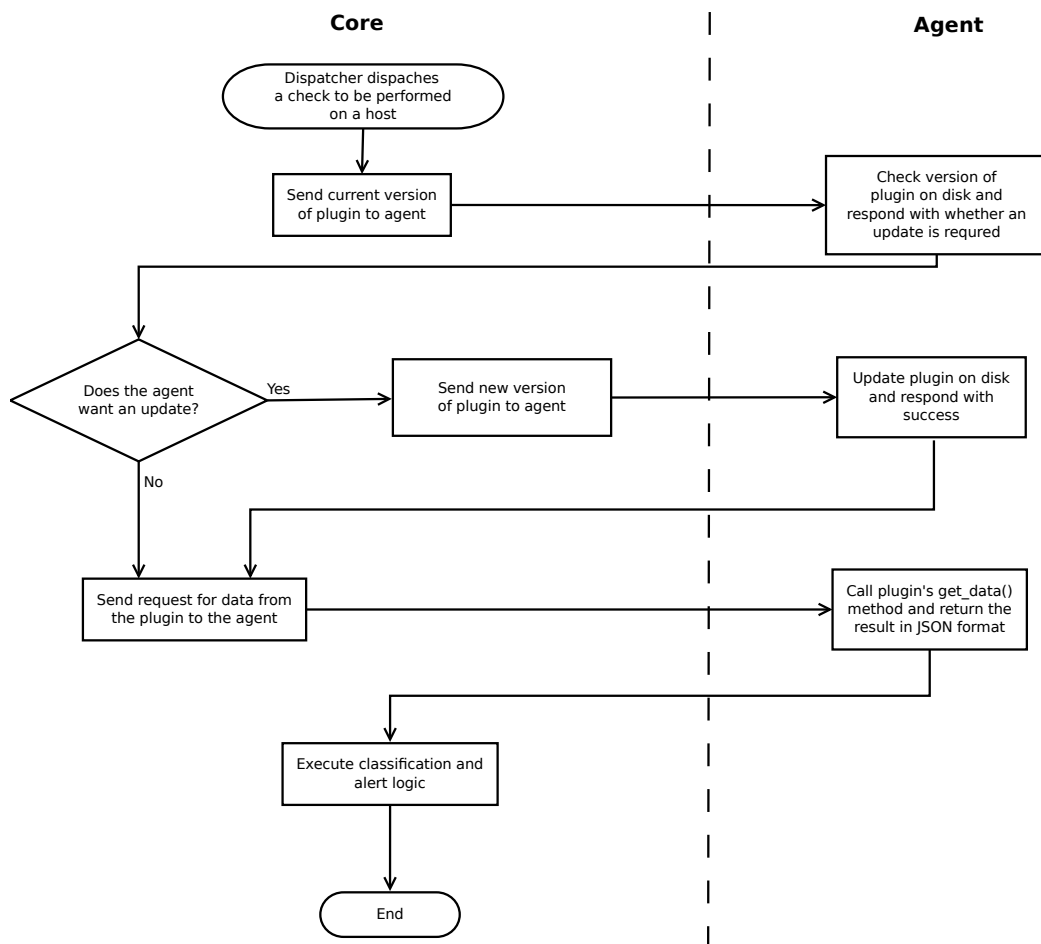 Core
Agent
Dispatcher dispaches
a check to be performed
on a host
Send current version
of plugin to agent
Check version of
plugin on disk and
respond with whether an
update is requred
Does the agent
want an update?
Yes
Send new version
of plugin to agent
Update plugin on disk
and respond with
success
No
Send request for data from
the plugin to the agent
Call plugin's get_data()
method and return the
result in JSON format
Execute classification and
alert logic
End